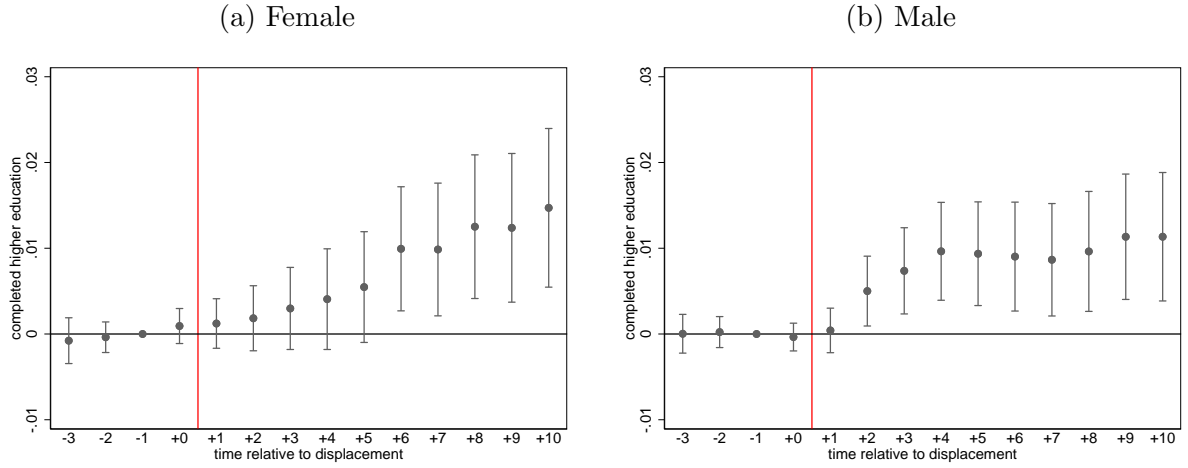 (a) Female
completed higher education
.03
.02
.01
0
-.01
-3 -2 -1 +0 +1 +2 +3 +4 +5 +6 +7 +8 +9 +10
time relative to displacement
(b) Male
completed higher education
.03
.02
.01
0
-.01
-3 -2 -1 +0 +1 +2 +3 +4 +5 +6 +7 +8 +9 +10
time relative to displacement